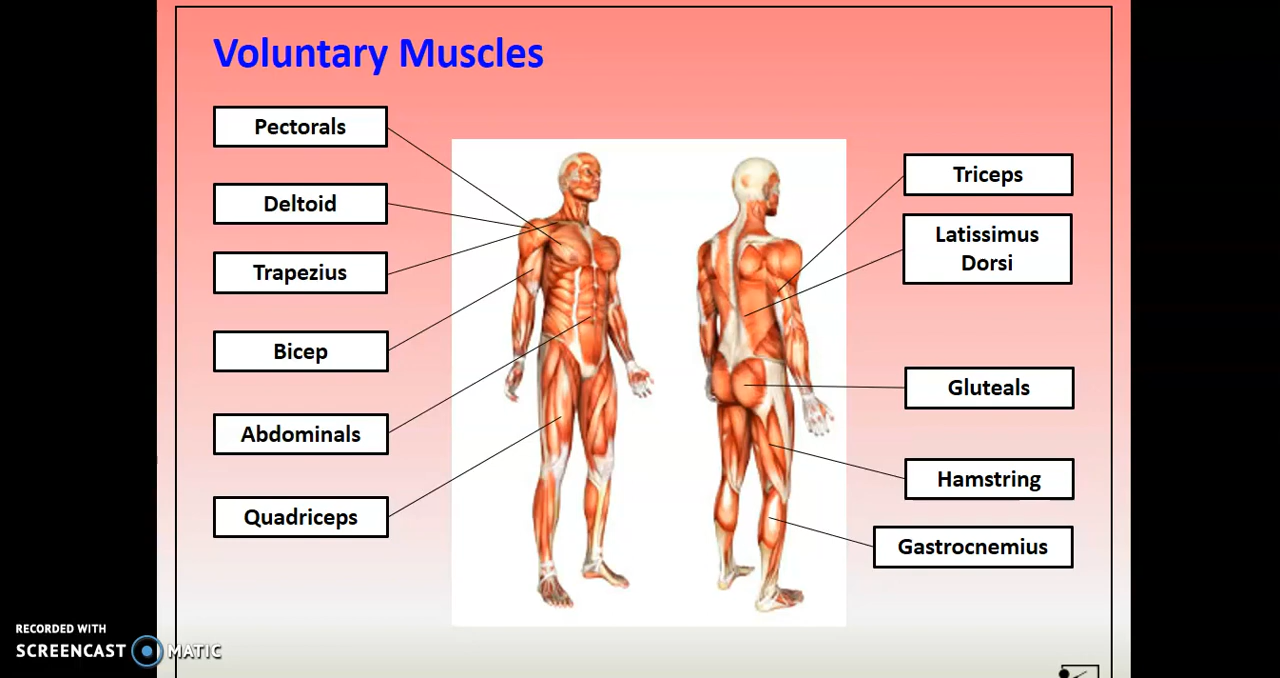 Voluntary Muscles
Pectorals
Deltoid
Trapezius
Bicep
Abdominals
Quadriceps
Triceps
Latissimus
Dorsi
Gluteals
Hamstring
Gastrocnemius
RECORDED WITH
SCREENCAST MATIC